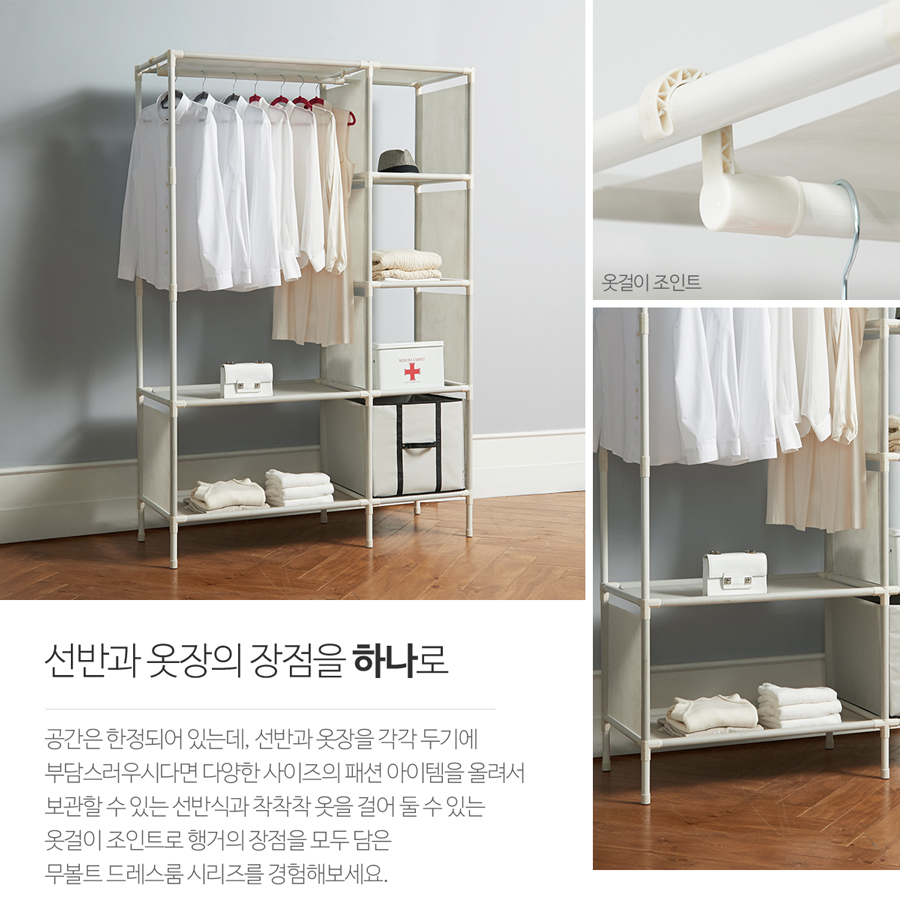 옷걸이 조인트
선반과 옷장의 장점을 하나로
공간은 한정되어 있는데, 선반과 옷장을 각각 두기에
부담스러우시다면 다양한 사이즈의 패션 아이템을 올려서
보관할 수 있는 선반식과 착착착 옷을 걸어 둘 수 있는
옷걸이 조인트로 행거의 장점을 모두 담은
무볼트 드레스룸 시리즈를 경험해보세요.